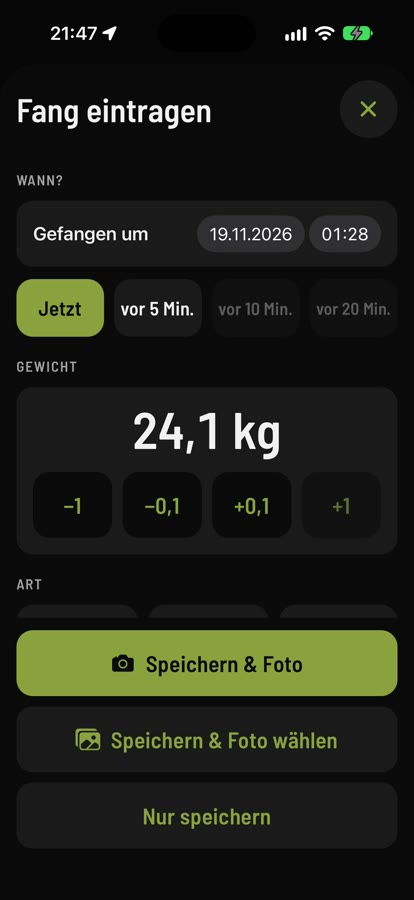 21:47
Fang eintragen
WANN?
Gefangen um 19.11.2026 01:28
Jetzt vor 5 Min. vor 10 Min. vor 20 Min.
GEWICHT
24,1 kg
−1 −0,1 +0,1 +1
ART
Speichern & Foto
Speichern & Foto wählen
Nur speichern